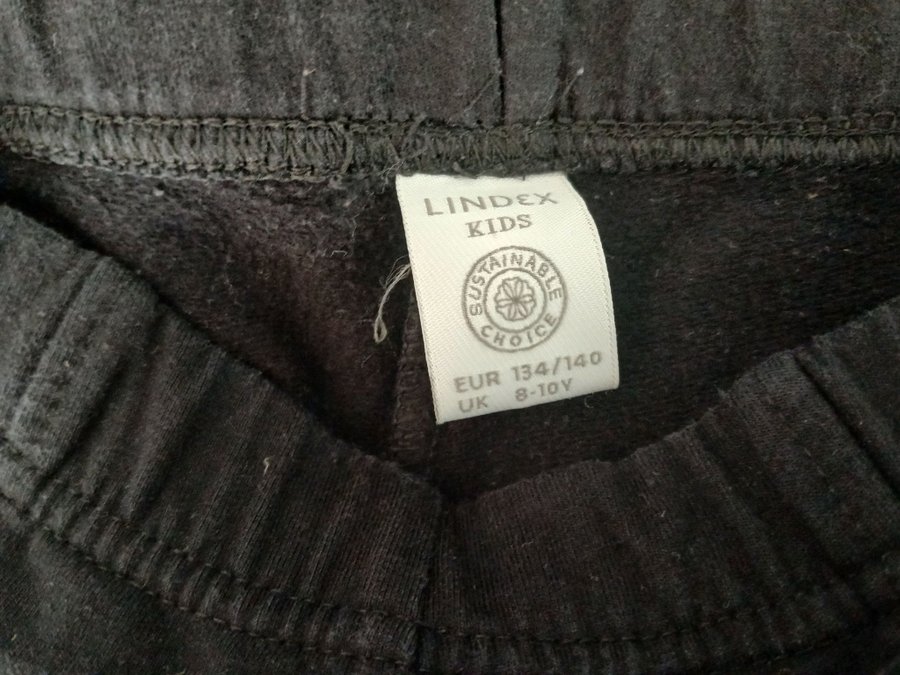 LINDEX
KIDS
SUSTAINABLE
CHOICE
EUR 134/140
UK 8-10Y